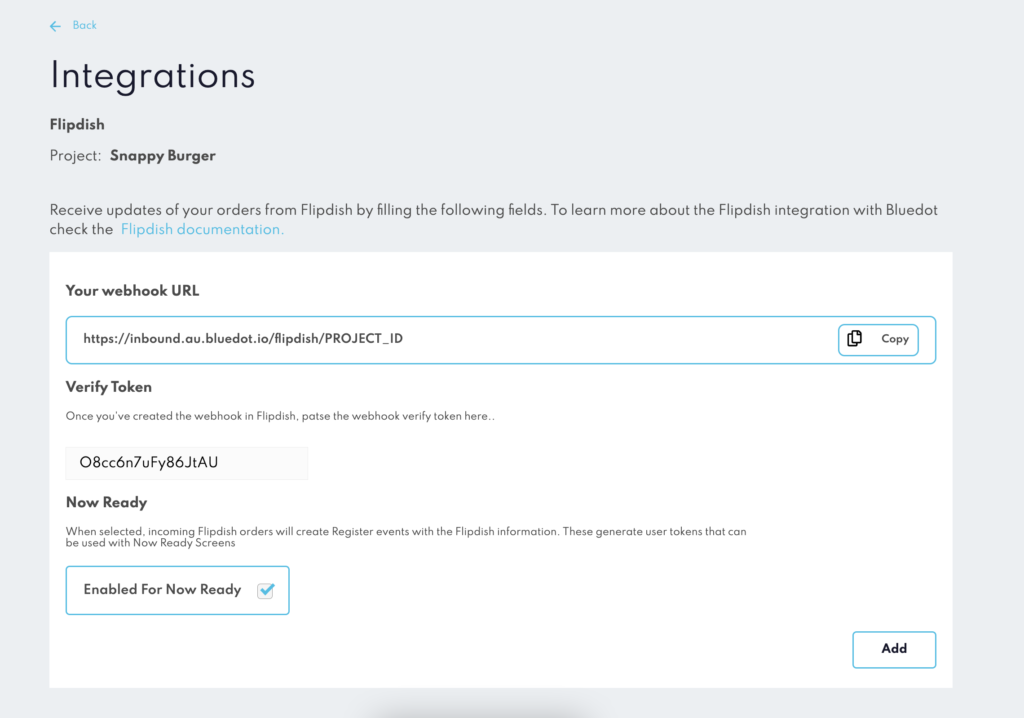 Back
Integrations
Flipdish
Project: Snappy Burger
Receive updates of your orders from Flipdish by filling the following fields. To learn more about the Flipdish integration with Bluedot
check the Flipdish documentation.
Your webhook URL
https://inbound.au.bluedot.io/flipdish/PROJECT_ID
Copy
Verify Token
Once you've created the webhook in Flipdish, patse the webhook verify token here..
O8cc6n7uFy86JtAU
Now Ready
When selected, incoming Flipdish orders will create Register events with the Flipdish information. These generate user tokens that can
be used with Now Ready Screens
Enabled For Now Ready
Add